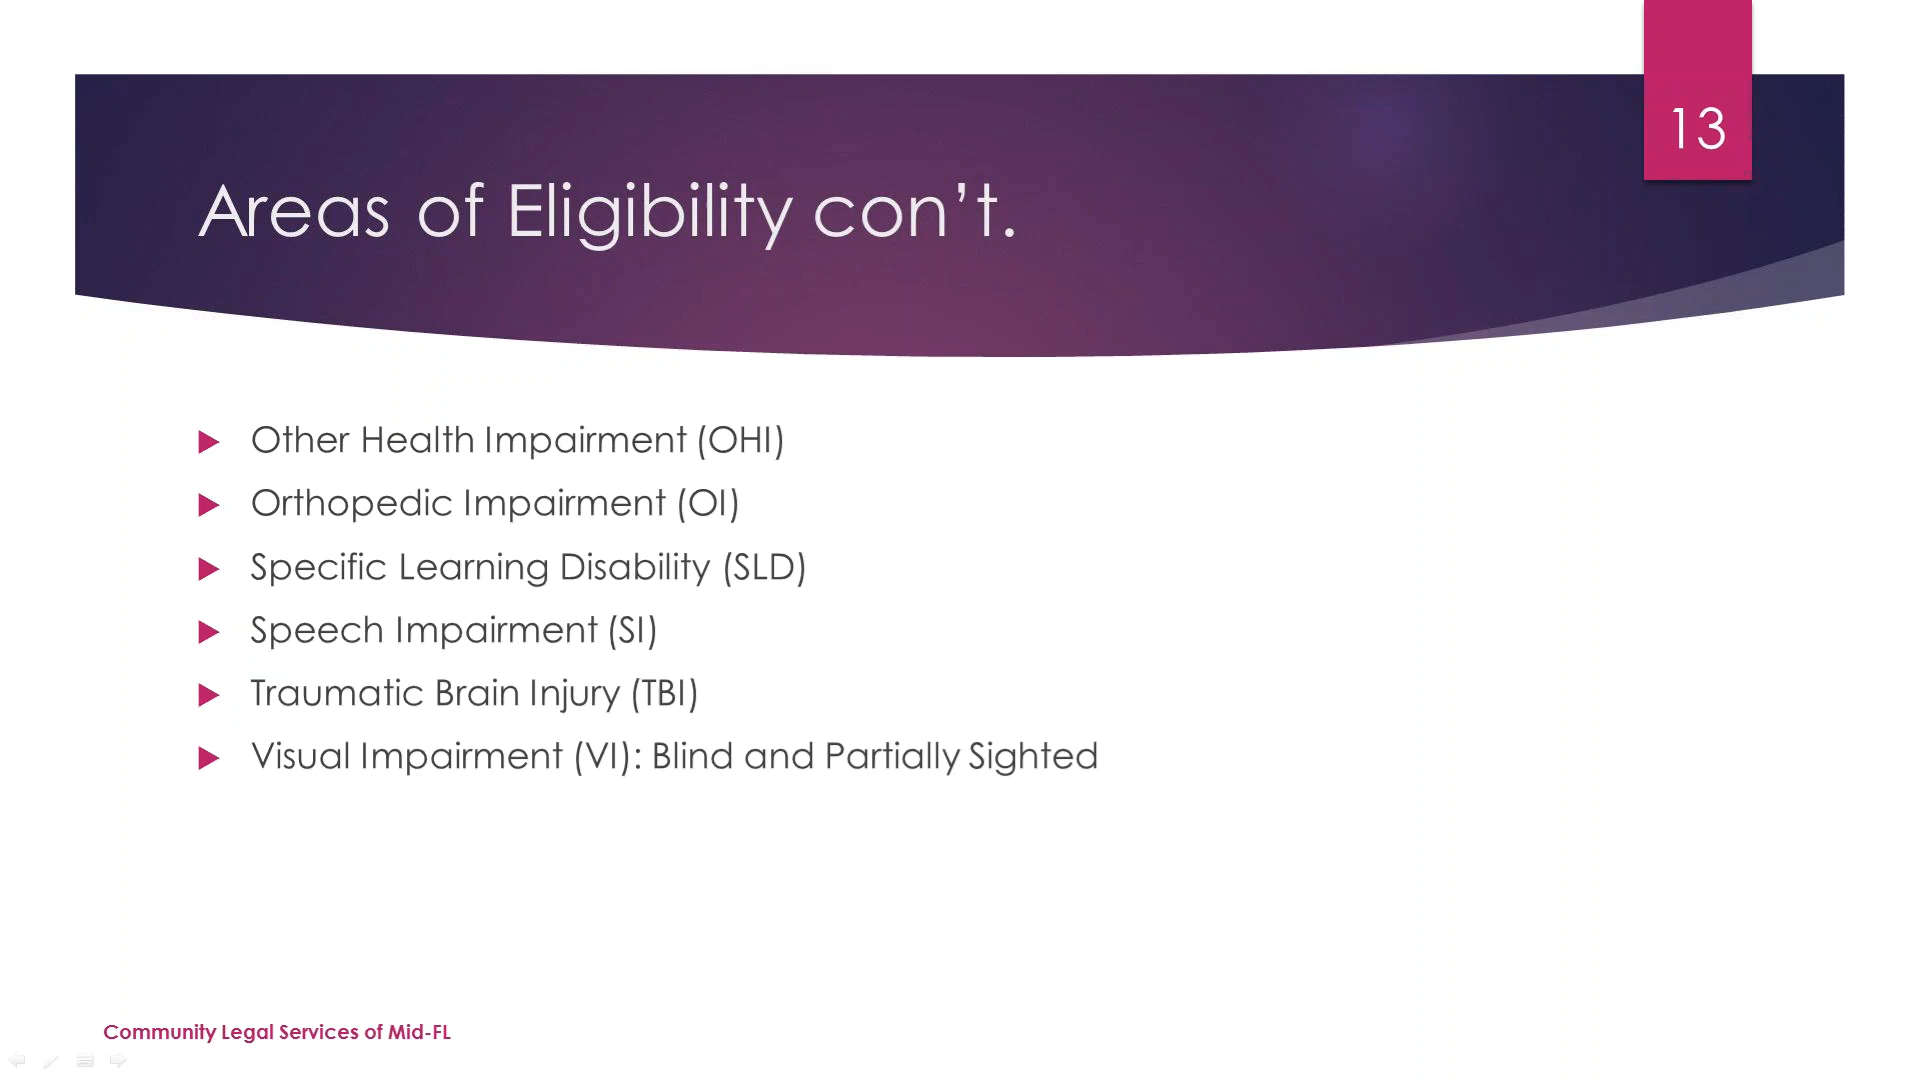 13
Areas of Eligibility con’t.
Other Health Impairment (OHI)
Orthopedic Impairment (OI)
Specific Learning Disability (SLD)
Speech Impairment (SI)
Traumatic Brain Injury (TBI)
Visual Impairment (VI): Blind and Partially Sighted
Community Legal Services of Mid-FL